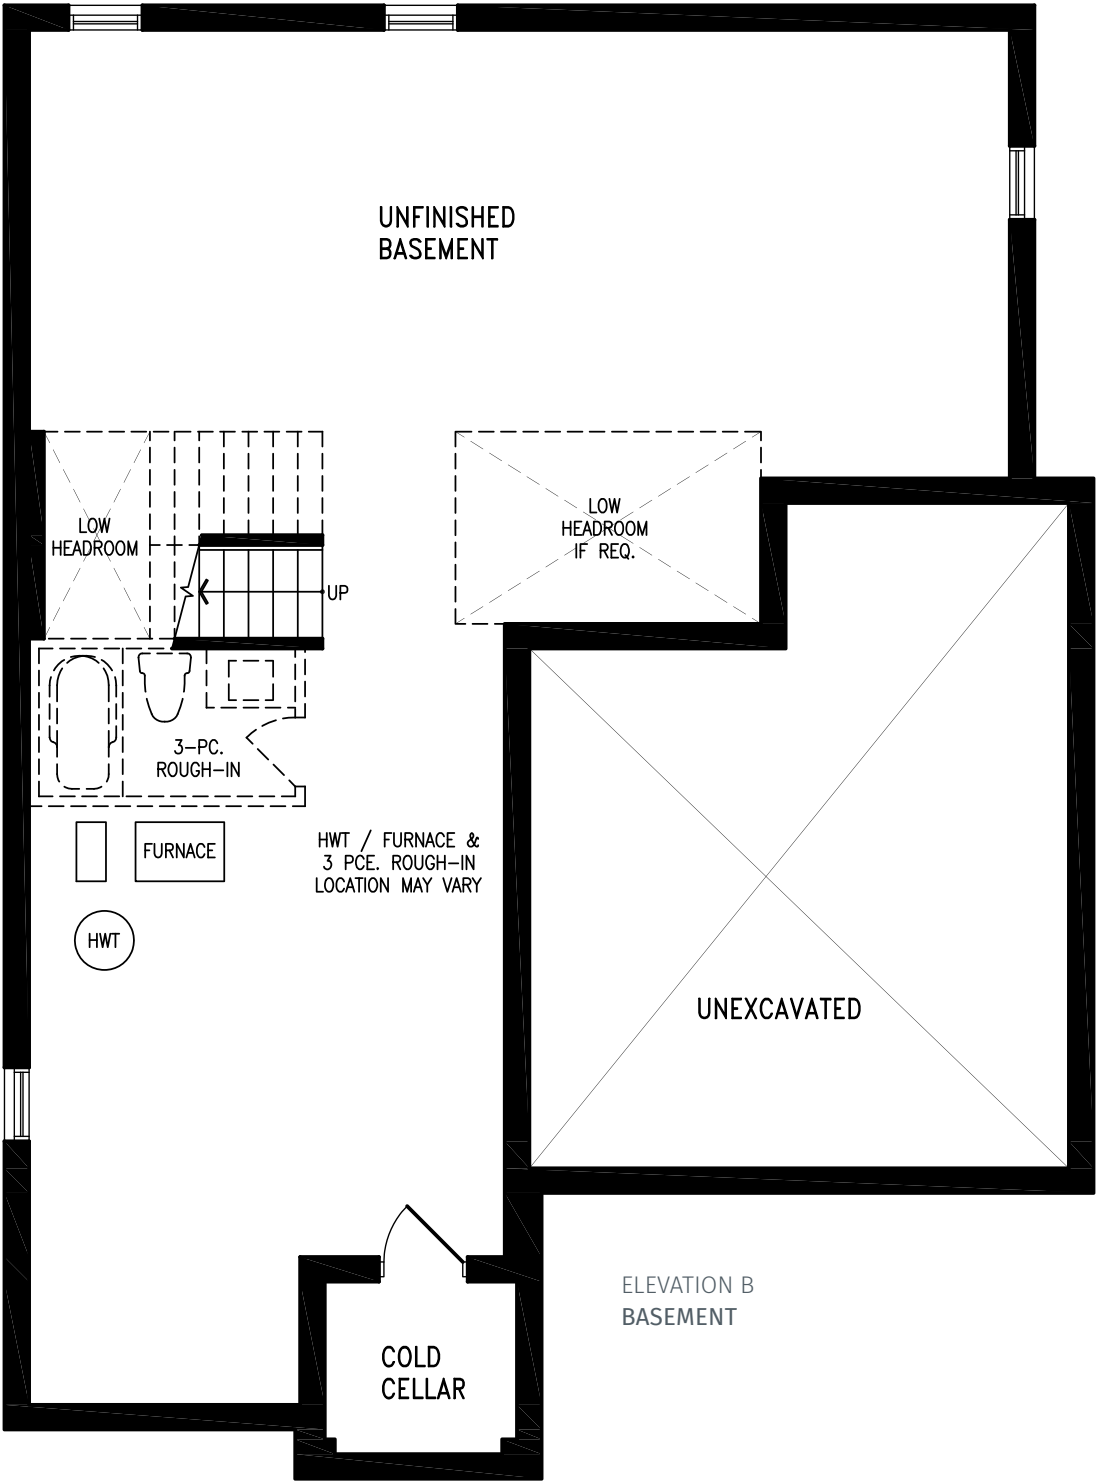 UNFINISHED
BASEMENT
LOW
HEADROOM
LOW
HEADROOM
IF REQ.
UP
3-PC.
ROUGH-IN
FURNACE
HWT / FURNACE &
3 PCE. ROUGH-IN
LOCATION MAY VARY
HWT
UNEXCAVATED
COLD
CELLAR
ELEVATION B
BASEMENT